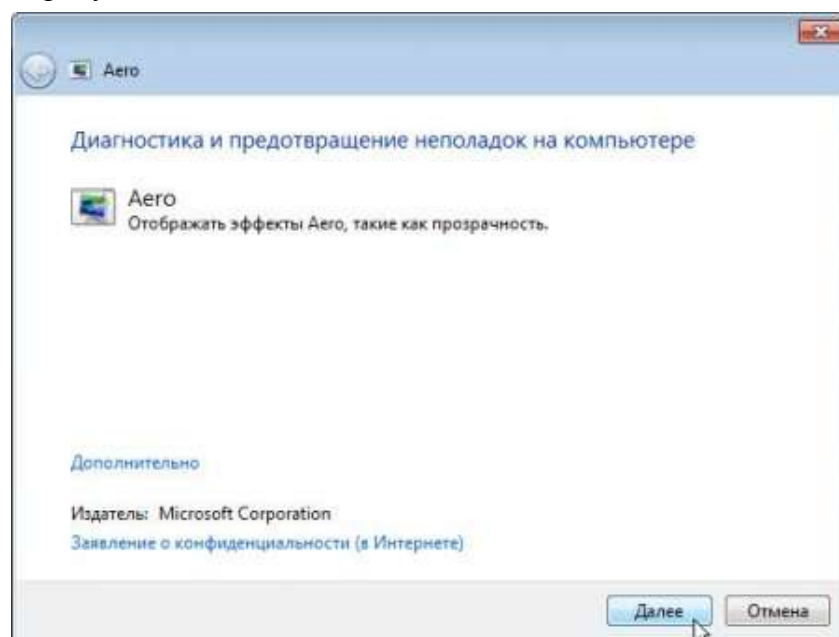 Aero
Диагностика и предотвращение неполадок на компьютере
Aero
Отображать эффекты Aero, такие как прозрачность.
Дополнительно
Издатель: Microsoft Corporation
Заявление о конфиденциальности (в Интернете)
Далее Отмена